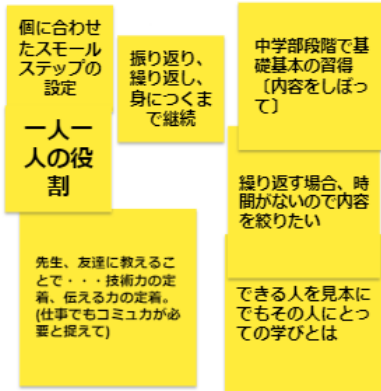 個に合わせ
たスモール
ステップの
設定
振り返り、
繰り返し、
身につくま
で継続
中学部段階で基
礎基本の習得
〔内容をしぼっ
て〕
一人一
人の役
割
繰り返す場合、時
間がないので内容
を絞りたい
先生、友達に教えるこ
とで・・・技術力の定
着、伝える力の定着。
(仕事でもコミュ力が必
要と捉えて)
できる人を見本に
でもその人にとっ
ての学びとは